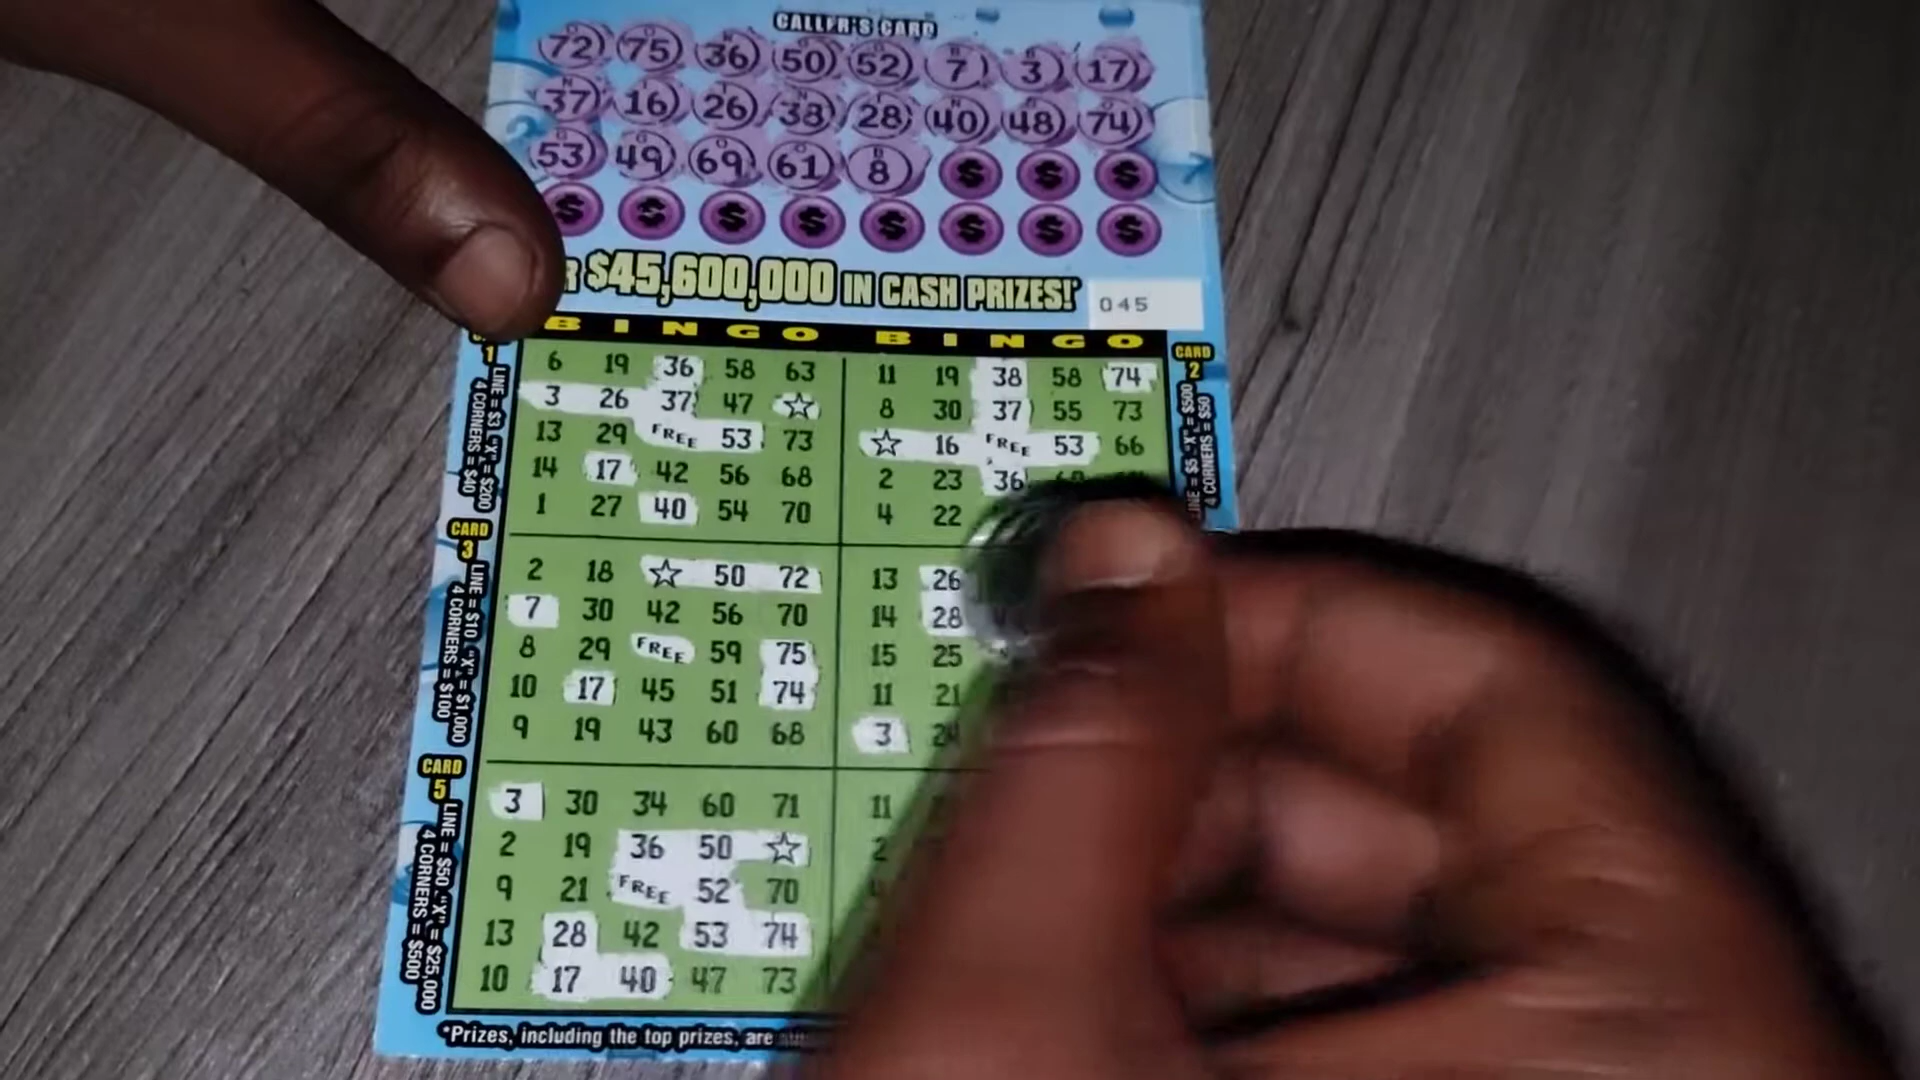 CALLER'S CARD
72 75 36 50 52 7 3 17
37 16 26 38 28 40 48 74
53 49 69 61 8 $ $ $
$ $ $ $ $ $ $ $
$45,600,000 IN CASH PRIZES!*
045
B I N G O B I N G O
1
LINE = $3 "X" = $200
4 CORNERS = $40
6 19 36 58 63
3 26 37 47 ☆
13 29 FREE 53 73
14 17 42 56 68
1 27 40 54 70
CARD
2
LINE = $5 "X" = $500
4 CORNERS = $50
11 19 38 58 74
8 30 37 55 73
☆ 16 FREE 53 66
2 23 36
4 22
CARD
3
LINE = $10 "X" = $1,000
4 CORNERS = $100
2 18 ☆ 50 72
7 30 42 56 70
8 29 FREE 59 75
10 17 45 51 74
9 19 43 60 68
13 26
14 28
15 25
11 21
3
CARD
5
LINE = $50 "X" = $25,000
4 CORNERS = $500
3 30 34 60 71
2 19 36 50 ☆
9 21 FREE 52 70
13 28 42 53 74
10 17 40 47 73
11
2
*Prizes, including the top prizes, are